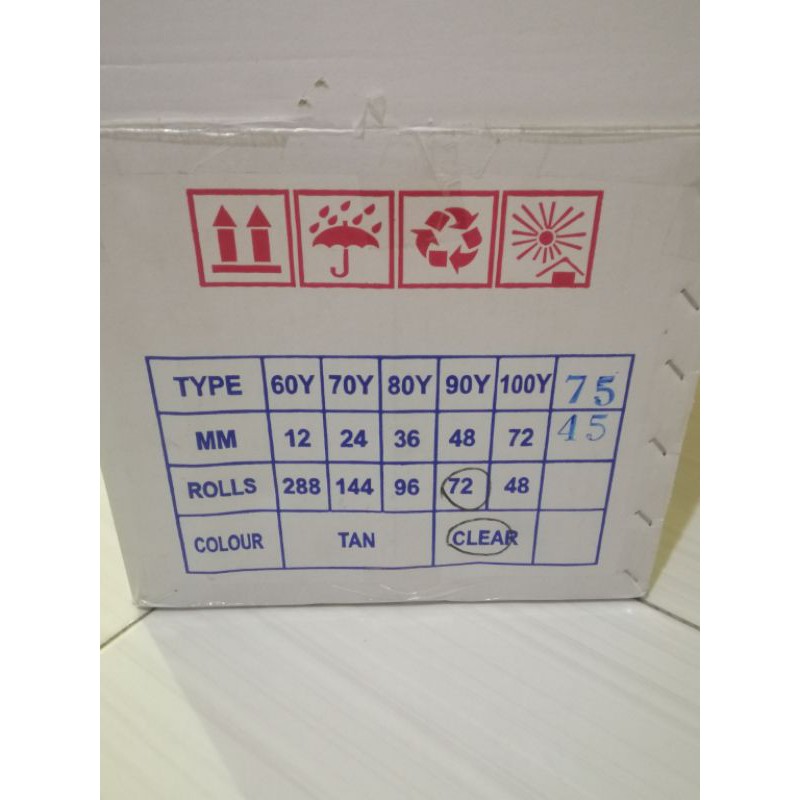 TYPE 60Y 70Y 80Y 90Y 100Y 75
MM 12 24 36 48 72 45
ROLLS 288 144 96 72 48
COLOUR TAN CLEAR